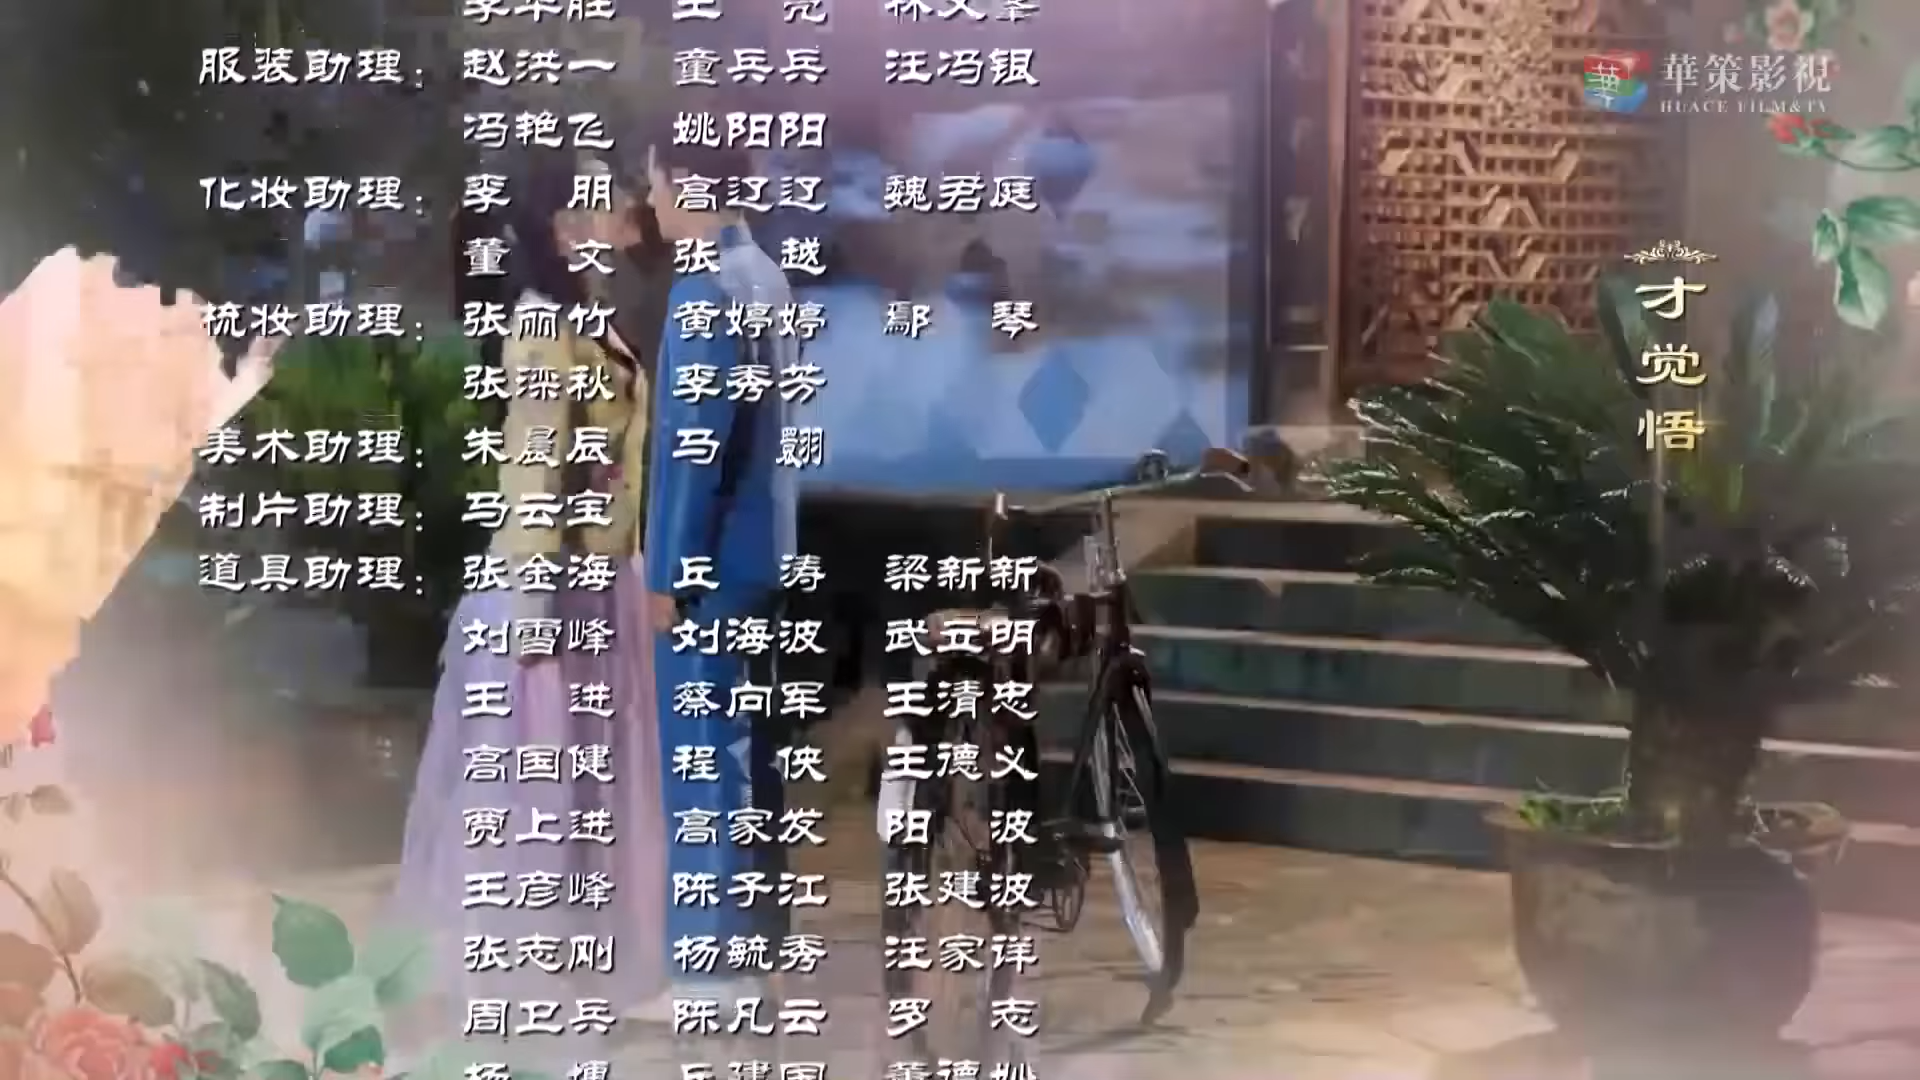 服装助理：赵洪一 童兵兵 汪冯银
冯艳飞 姚阳阳
化妆助理：李 朋 高辽辽 魏君庭
董 文 张 越
梳妆助理：张丽竹 黄婷婷 鄢 琴
张滦秋 李秀芳
美术助理：朱晨辰 马 翾
制片助理：马云宝
道具助理：张金海 丘 涛 梁新新
刘雪峰 刘海波 武立明
王 进 蔡向军 王清忠
高国健 程 侠 王德义
贾上进 高家发 阳 波
王彦峰 陈子江 张建波
张志刚 杨毓秀 汪家详
周卫兵 陈凡云 罗 志
華策影視
HUACE FILM&TV
才觉悟